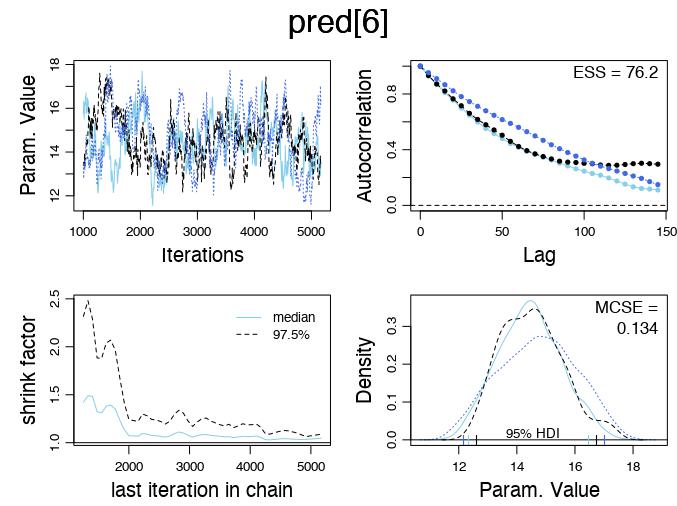 pred[6]
18
16
14
12
Param. Value
1000
2000
3000
4000
5000
Iterations
ESS = 76.2
0.8
0.4
0.0
Autocorrelation
0
50
100
150
Lag
2.5
2.0
1.5
1.0
shrink factor
median
97.5%
2000
3000
4000
5000
last iteration in chain
MCSE =
0.134
0.3
0.2
0.1
0.0
Density
95% HDI
12
14
16
18
Param. Value